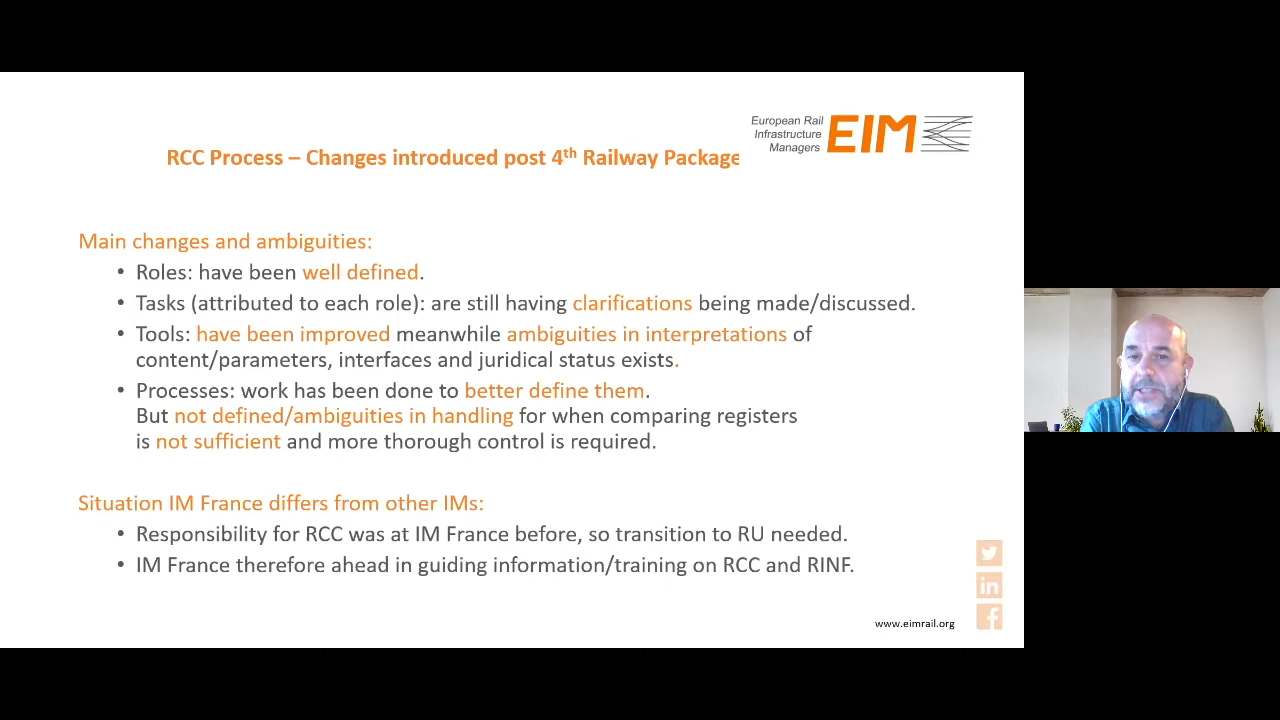 European Rail
Infrastructure
Managers
EIM
RCC Process – Changes introduced post 4th Railway Package
Main changes and ambiguities:
• Roles: have been well defined.
• Tasks (attributed to each role): are still having clarifications being made/discussed.
• Tools: have been improved meanwhile ambiguities in interpretations of
content/parameters, interfaces and juridical status exists.
• Processes: work has been done to better define them.
But not defined/ambiguities in handling for when comparing registers
is not sufficient and more thorough control is required.
Situation IM France differs from other IMs:
• Responsibility for RCC was at IM France before, so transition to RU needed.
• IM France therefore ahead in guiding information/training on RCC and RINF.
in
f
www.eimrail.org